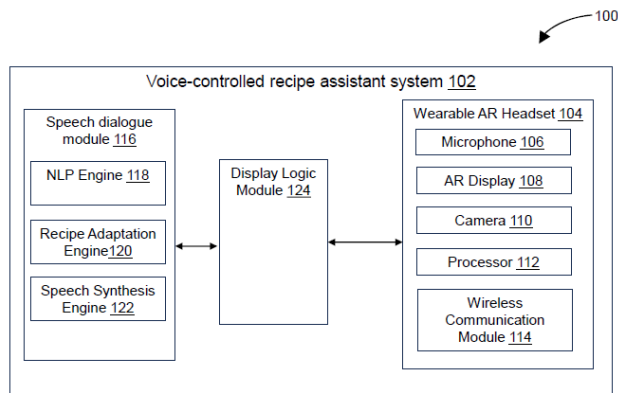 100
Voice-controlled recipe assistant system 102
Speech dialogue
module 116
NLP Engine 118
Recipe Adaptation
Engine120
Speech Synthesis
Engine 122
Display Logic
Module 124
Wearable AR Headset 104
Microphone 106
AR Display 108
Camera 110
Processor 112
Wireless
Communication
Module 114